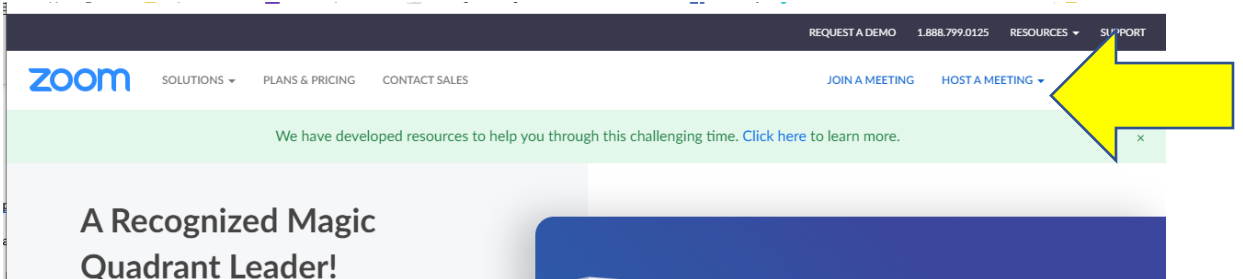 REQUEST A DEMO 1.888.799.0125 RESOURCES SUPPORT
zoom SOLUTIONS PLANS & PRICING CONTACT SALES JOIN A MEETING HOST A MEETING
We have developed resources to help you through this challenging time. Click here to learn more. ×
A Recognized Magic
Quadrant Leader!